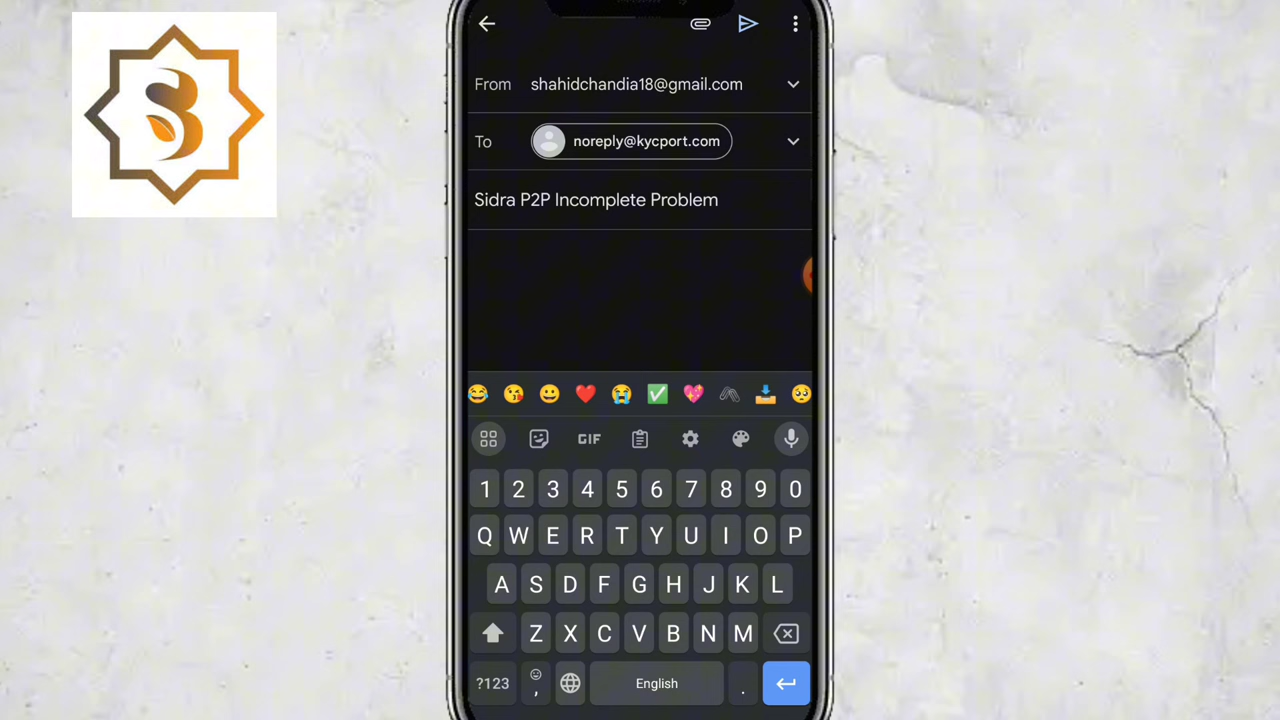 From shahidchandia18@gmail.com
To noreply@kycport.com
Sidra P2P Incomplete Problem
GIF
1 2 3 4 5 6 7 8 9 0
Q W E R T Y U I O P
A S D F G H J K L
Z X C V B N M
?123 , English .